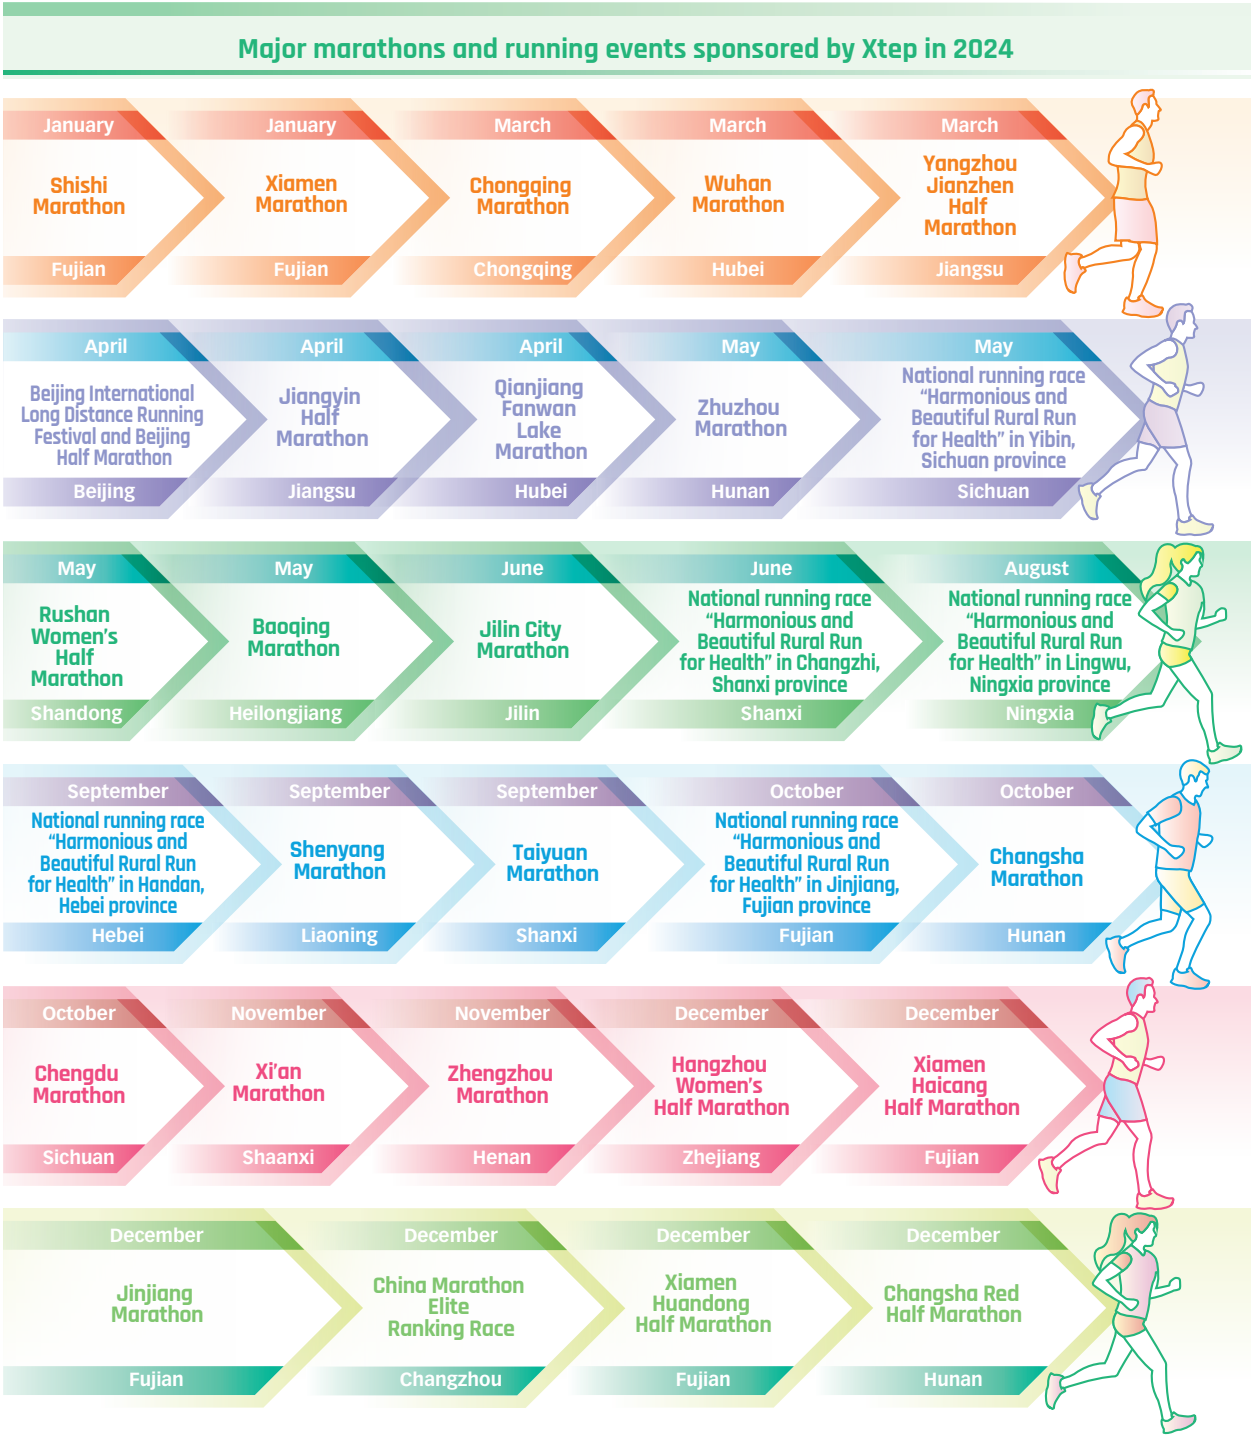 Major marathons and running events sponsored by Xtep in 2024
January
Shishi
Marathon
Fujian
January
Xiamen
Marathon
Fujian
March
Chongqing
Marathon
Chongqing
March
Wuhan
Marathon
Hubei
March
Yangzhou
Jianzhen
Half
Marathon
Jiangsu
April
Beijing International
Long Distance Running
Festival and Beijing
Half Marathon
Beijing
April
Jiangyin
Half
Marathon
Jiangsu
April
Qianjiang
Fanwan
Lake
Marathon
Hubei
May
Zhuzhou
Marathon
Hunan
May
National running race
“Harmonious and
Beautiful Rural Run
for Health” in Yibin,
Sichuan province
Sichuan
May
Rushan
Women’s
Half
Marathon
Shandong
May
Baoqing
Marathon
Heilongjiang
June
Jilin City
Marathon
Jilin
June
National running race
“Harmonious and
Beautiful Rural Run
for Health” in Changzhi,
Shanxi province
Shanxi
August
National running race
“Harmonious and
Beautiful Rural Run
for Health” in Lingwu,
Ningxia province
Ningxia
September
National running race
“Harmonious and
Beautiful Rural Run
for Health” in Handan,
Hebei province
Hebei
September
Shenyang
Marathon
Liaoning
September
Taiyuan
Marathon
Shanxi
October
National running race
“Harmonious and
Beautiful Rural Run
for Health” in Jinjiang,
Fujian province
Fujian
October
Changsha
Marathon
Hunan
October
Chengdu
Marathon
Sichuan
November
Xi’an
Marathon
Shaanxi
November
Zhengzhou
Marathon
Henan
December
Hangzhou
Women’s
Half Marathon
Zhejiang
December
Xiamen
Haicang
Half Marathon
Fujian
December
Jinjiang
Marathon
Fujian
December
China Marathon
Elite
Ranking Race
Changzhou
December
Xiamen
Huandong
Half Marathon
Fujian
December
Changsha Red
Half Marathon
Hunan